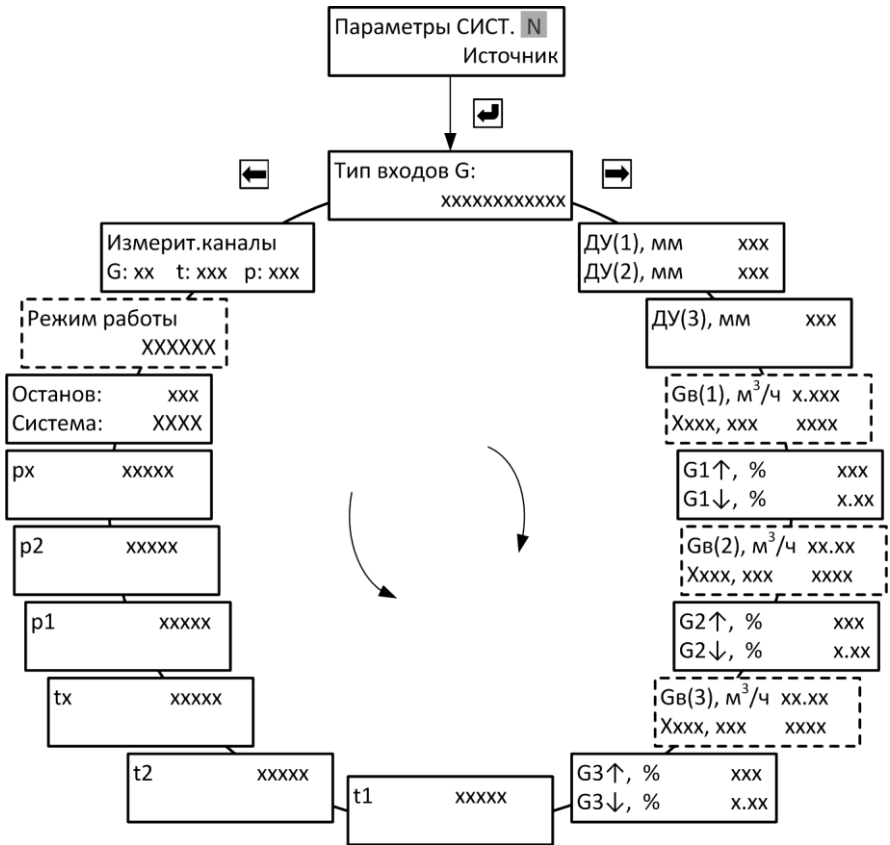 Параметры СИСТ. N
Источник
Тип входов G:
xxxxxxxxxxxx
ДУ(1), мм xxx
ДУ(2), мм xxx
ДУ(3), мм xxx
Gв(1), м³/ч x.xxx
Xxxx, xxx xxxx
G1↑, % xxx
G1↓, % x.xx
Gв(2), м³/ч xx.xx
Xxxx, xxx xxxx
G2↑, % xxx
G2↓, % x.xx
Gв(3), м³/ч xx.xx
Xxxx, xxx xxxx
G3↑, % xxx
G3↓, % x.xx
t1 xxxxx
t2 xxxxx
tx xxxxx
p1 xxxxx
p2 xxxxx
px xxxxx
Останов: xxx
Система: XXXX
Режим работы
XXXXXX
Измерит.каналы
G: xx t: xxx p: xxx